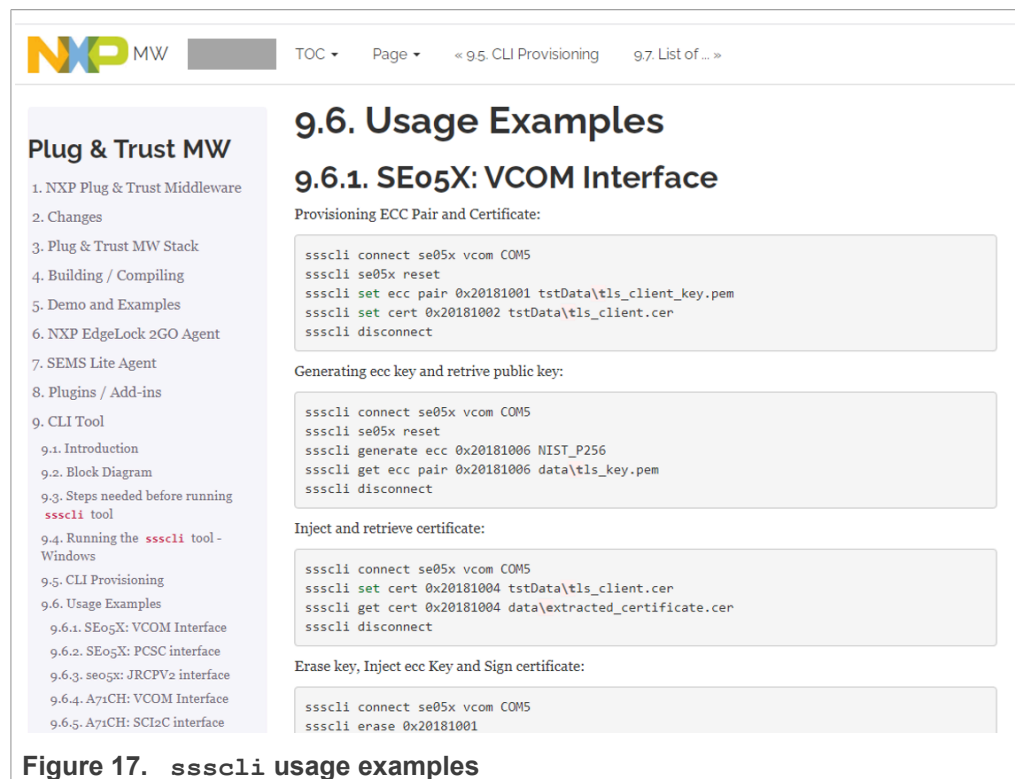 NXP MW
TOC
Page
« 9.5. CLI Provisioning
9.7. List of ... »
Plug & Trust MW
1. NXP Plug & Trust Middleware
2. Changes
3. Plug & Trust MW Stack
4. Building / Compiling
5. Demo and Examples
6. NXP EdgeLock 2GO Agent
7. SEMS Lite Agent
8. Plugins / Add-ins
9. CLI Tool
9.1. Introduction
9.2. Block Diagram
9.3. Steps needed before running
ssscli tool
9.4. Running the ssscli tool -
Windows
9.5. CLI Provisioning
9.6. Usage Examples
9.6.1. SE05X: VCOM Interface
9.6.2. SE05X: PCSC interface
9.6.3. se05x: JRCPV2 interface
9.6.4. A71CH: VCOM Interface
9.6.5. A71CH: SCI2C interface
9.6. Usage Examples
9.6.1. SE05X: VCOM Interface
Provisioning ECC Pair and Certificate:
ssscli connect se05x vcom COM5
ssscli se05x reset
ssscli set ecc pair 0x20181001 tstData\tls_client_key.pem
ssscli set cert 0x20181002 tstData\tls_client.cer
ssscli disconnect
Generating ecc key and retrive public key:
ssscli connect se05x vcom COM5
ssscli se05x reset
ssscli generate ecc 0x20181006 NIST_P256
ssscli get ecc pair 0x20181006 data\tls_key.pem
ssscli disconnect
Inject and retrieve certificate:
ssscli connect se05x vcom COM5
ssscli set cert 0x20181004 tstData\tls_client.cer
ssscli get cert 0x20181004 data\extracted_certificate.cer
ssscli disconnect
Erase key, Inject ecc Key and Sign certificate:
ssscli connect se05x vcom COM5
ssscli erase 0x20181001
Figure 17. ssscli usage examples